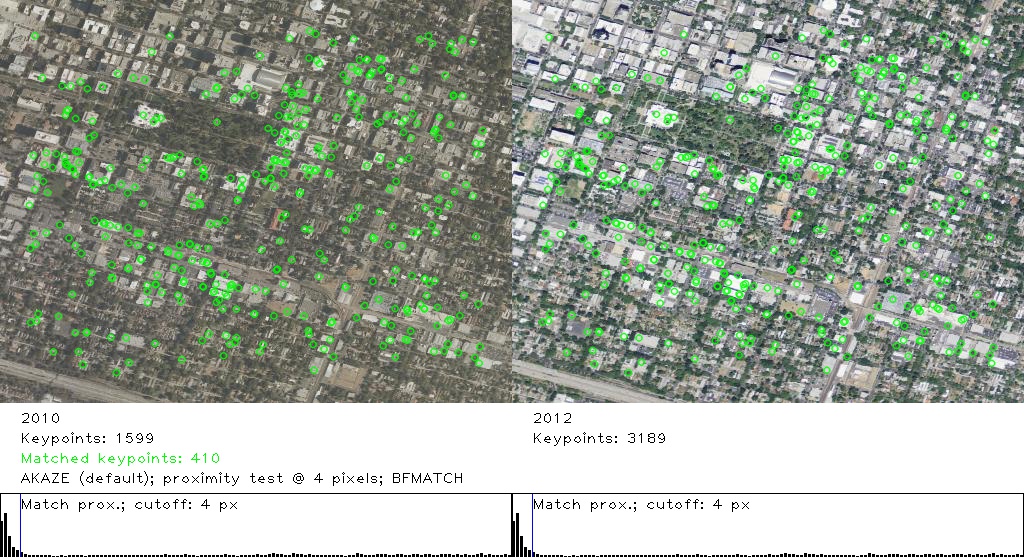 2010
Keypoints: 1599
Matched keypoints: 410
AKAZE (default); proximity test @ 4 pixels; BFMATCH
2012
Keypoints: 3189
Match prox.; cutoff: 4 px
Match prox.; cutoff: 4 px